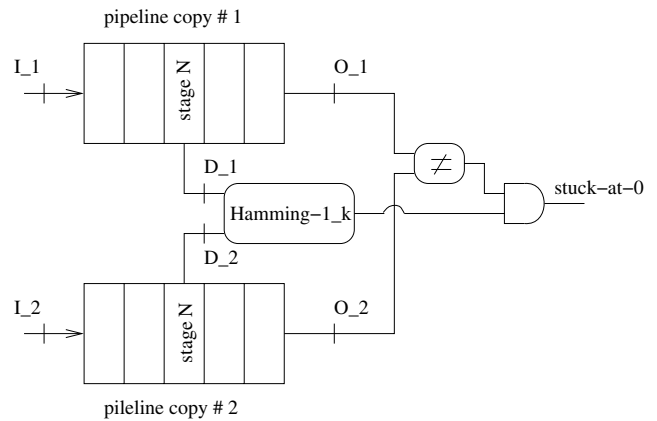 pipeline copy # 1
I_1
stage N
O_1
D_1
≠
stuck−at−0
Hamming−1_k
D_2
I_2
stage N
O_2
pileline copy # 2